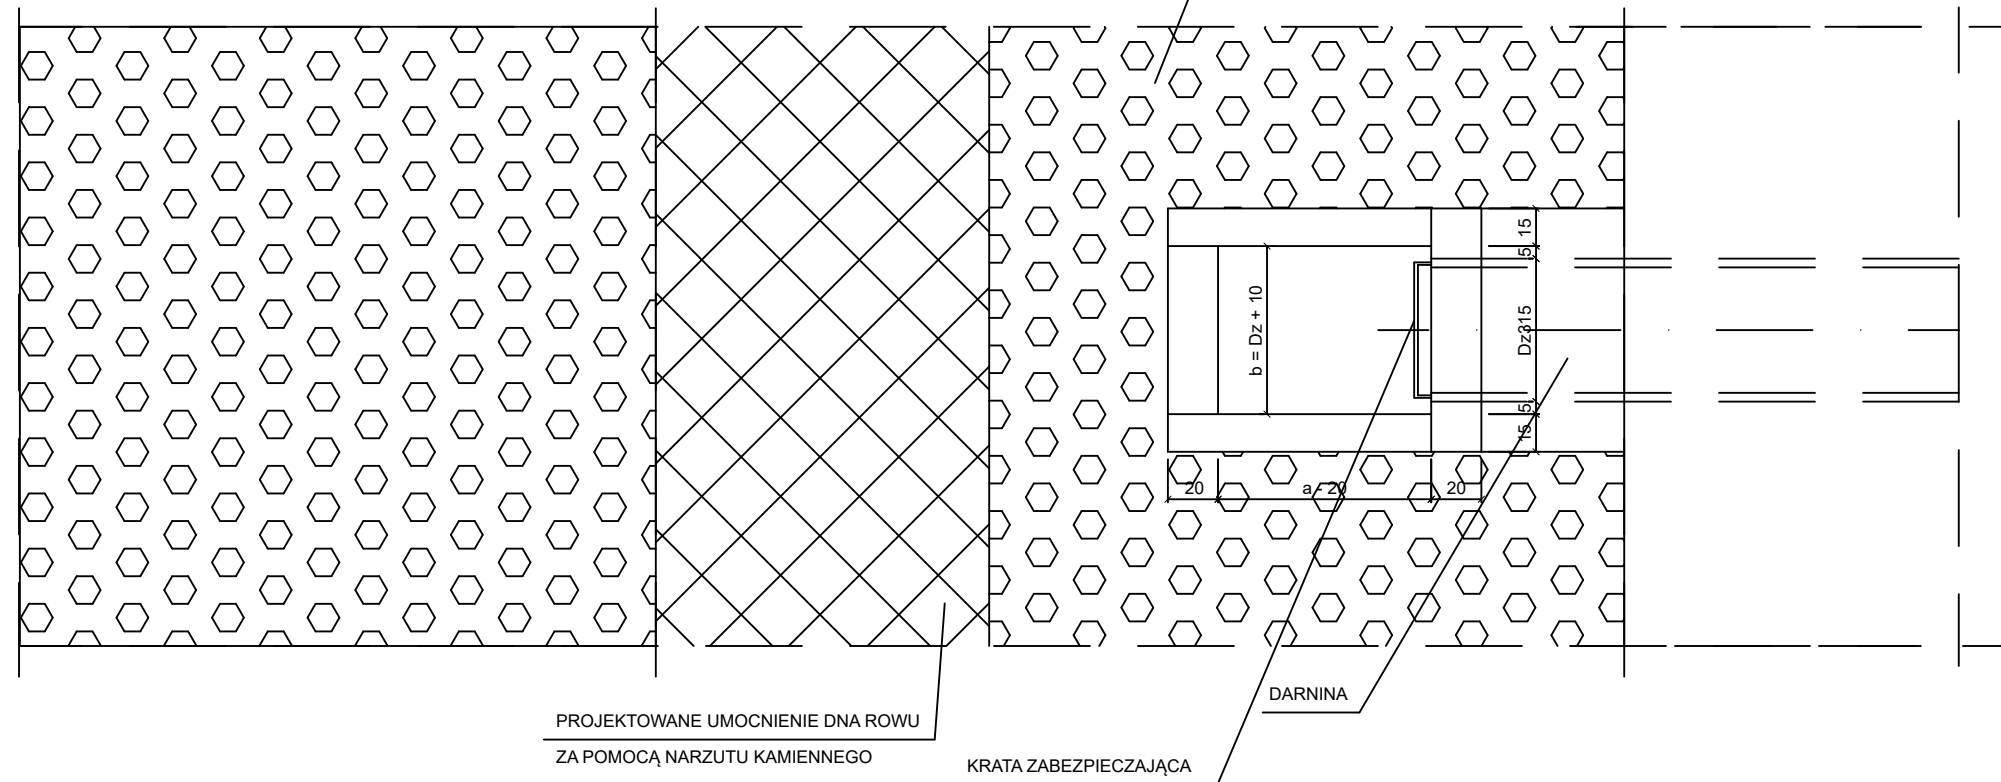 15
5
b = Dz + 10
Dz315
5
15
20
a - 20
20
DARNINA
PROJEKTOWANE UMOCNIENIE DNA ROWU
ZA POMOCĄ NARZUTU KAMIENNEGO
KRATA ZABEZPIECZAJĄCA